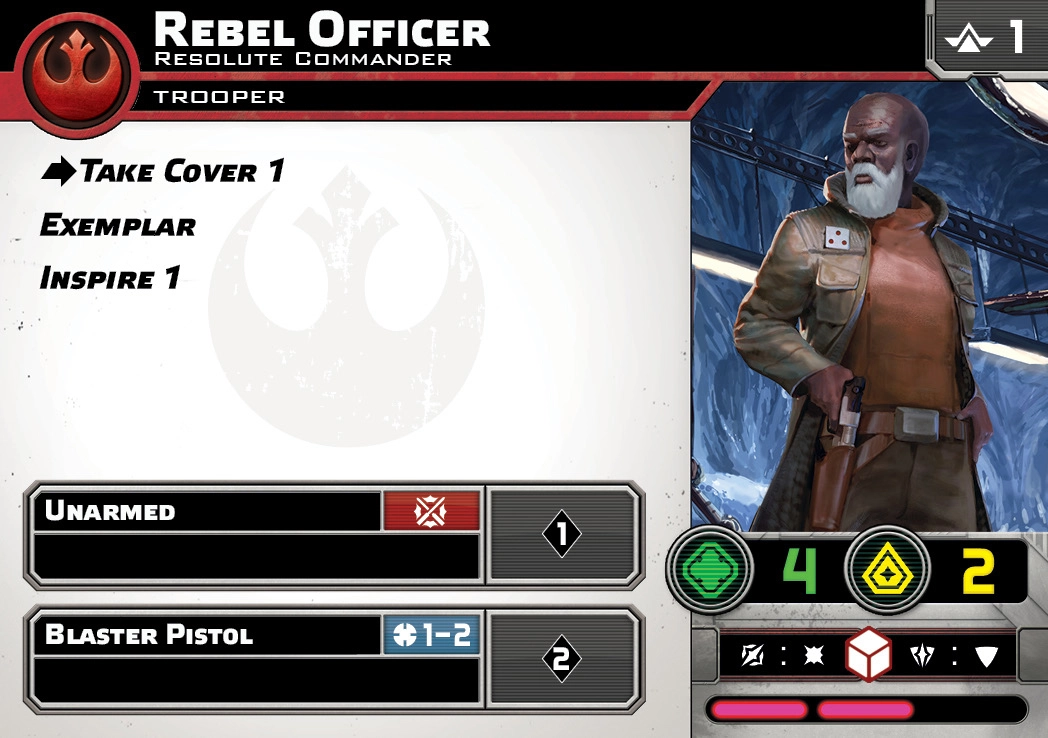 REBEL OFFICER
RESOLUTE COMMANDER
1
TROOPER
TAKE COVER 1
EXEMPLAR
INSPIRE 1
UNARMED
1
4
2
BLASTER PISTOL
1-2
2
: :